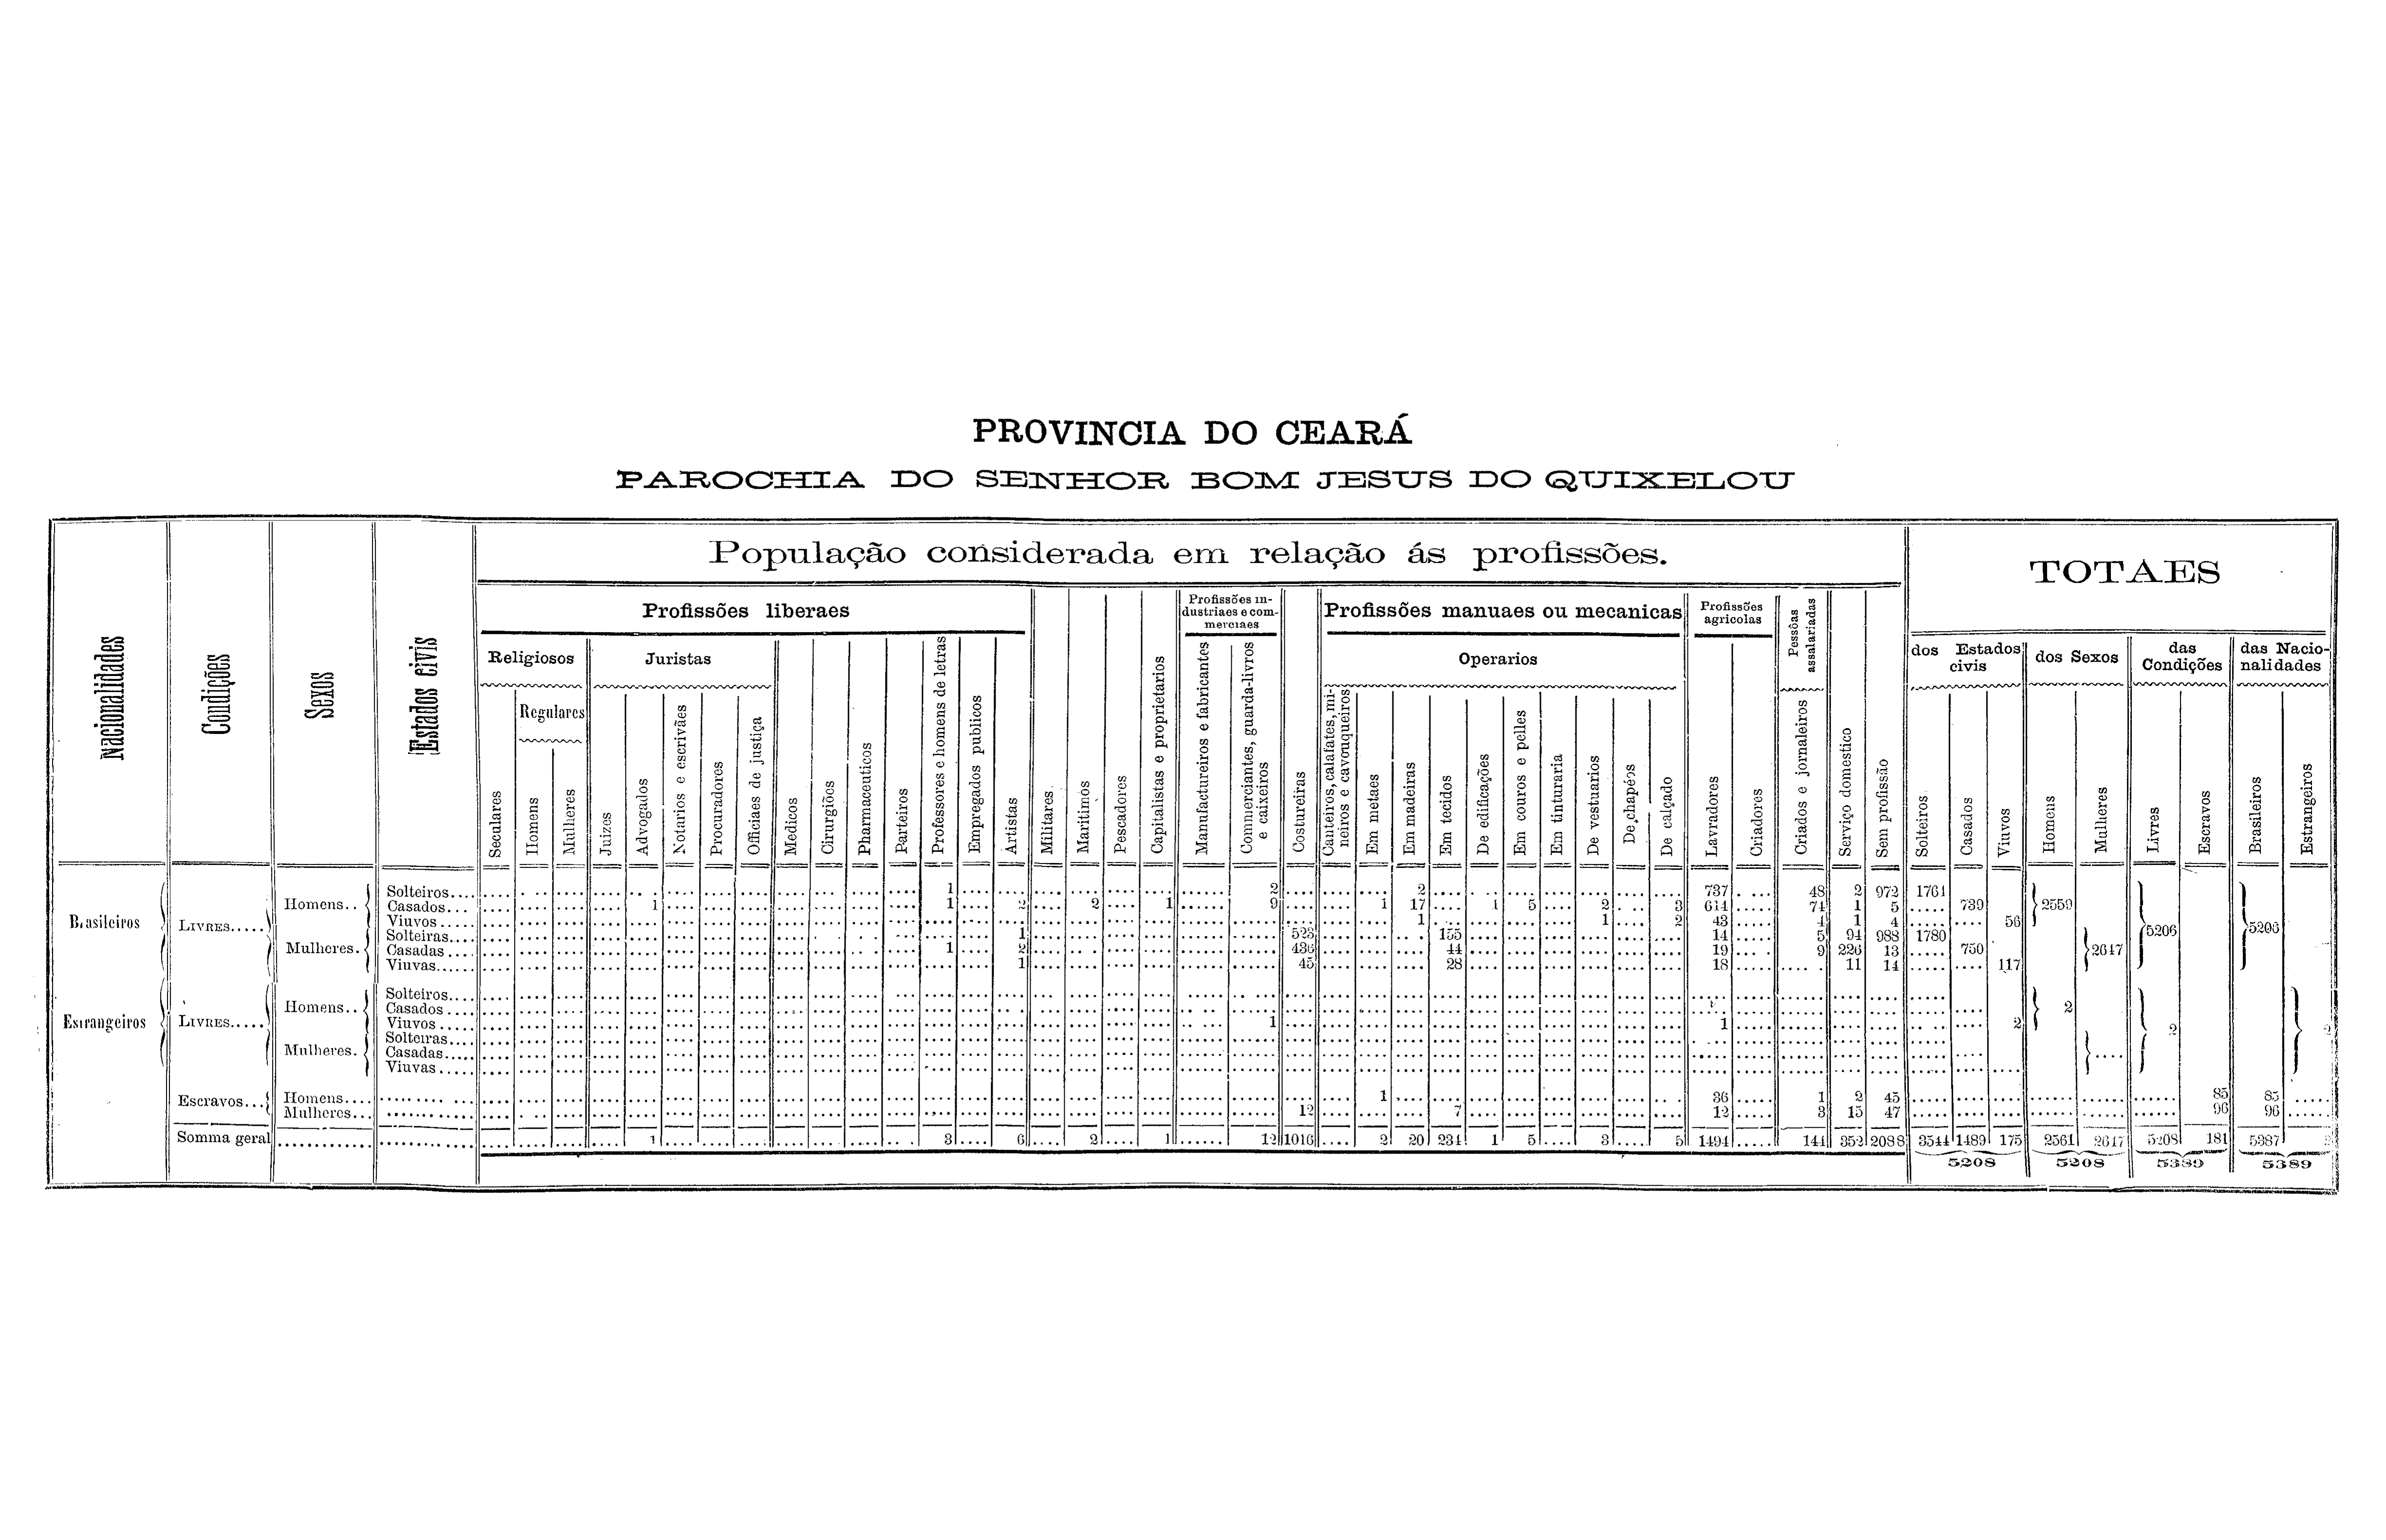 PROVINCIA DO CEARÁ
PAROCHIA DO SENHOR BOM JESUS DO QUIXELOU
Nacionalidades
Condições
Sexos
Estados civis
População considerada em relação ás profissões.
TOTAES
Profissões liberaes
Profissões industriaes e commerciaes
Profissões manuaes ou mecanicas
Profissões agricolas
Pessôas assalariadas
Religiosos
Juristas
Operarios
dos Estados civis
dos Sexos
das Condições
das Nacionalidades
Regulares
Seculares
Homens
Mulheres
Juizes
Advogados
Notarios e escrivães
Procuradores
Officiaes de justiça
Medicos
Cirurgiões
Pharmaceuticos
Parteiros
Professores e homens de letras
Empregados publicos
Artistas
Militares
Maritimos
Pescadores
Capitalistas e proprietarios
Manufactureiros e fabricantes
Commerciantes, guarda-livros e caixeiros
Costureiras
Canteiros, calafates, mineiros e cavouqueiros
Em metaes
Em madeiras
Em tecidos
De edificações
Em couros e pelles
Em tinturaria
De vestuarios
De chapéos
De calçado
Lavradores
Criadores
Criados e jornaleiros
Serviço domestico
Sem profissão
Solteiros
Casados
Viuvos
Homens
Mulheres
Livres
Escravos
Brasileiros
Estrangeiros
Brasileiros LIVRES..... Homens.. Solteiros.... 1 2 2 737 48 2 972 1761
Casados... 1 1 2 2 1 9 1 17 1 5 2 3 614 74 1 5 739 2559
Viuvos.... 1 1 2 43 4 1 4 56
Mulheres. Solteiras.... 1 523 155 14 5 94 988 1780 5206 5206
Casadas.... 1 2 436 44 19 9 226 13 750 2647
Viuvas..... 1 45 28 18 11 14 117
Estrangeiros LIVRES..... Homens.. Solteiros....
Casados.... 2
Viuvos..... 1 1 2 2 2
Mulheres. Solteiras....
Casadas.....
Viuvas.....
Escravos... Homens.... 1 36 1 2 45 85 85
Mulheres... 12 7 12 3 15 47 96 96
Somma geral 1 3 6 2 1 12 1016 2 20 234 1 5 3 5 1494 144 352 2088 3544 1489 175 2561 2647 5208 181 5387 2
5208 5208 5389 5389